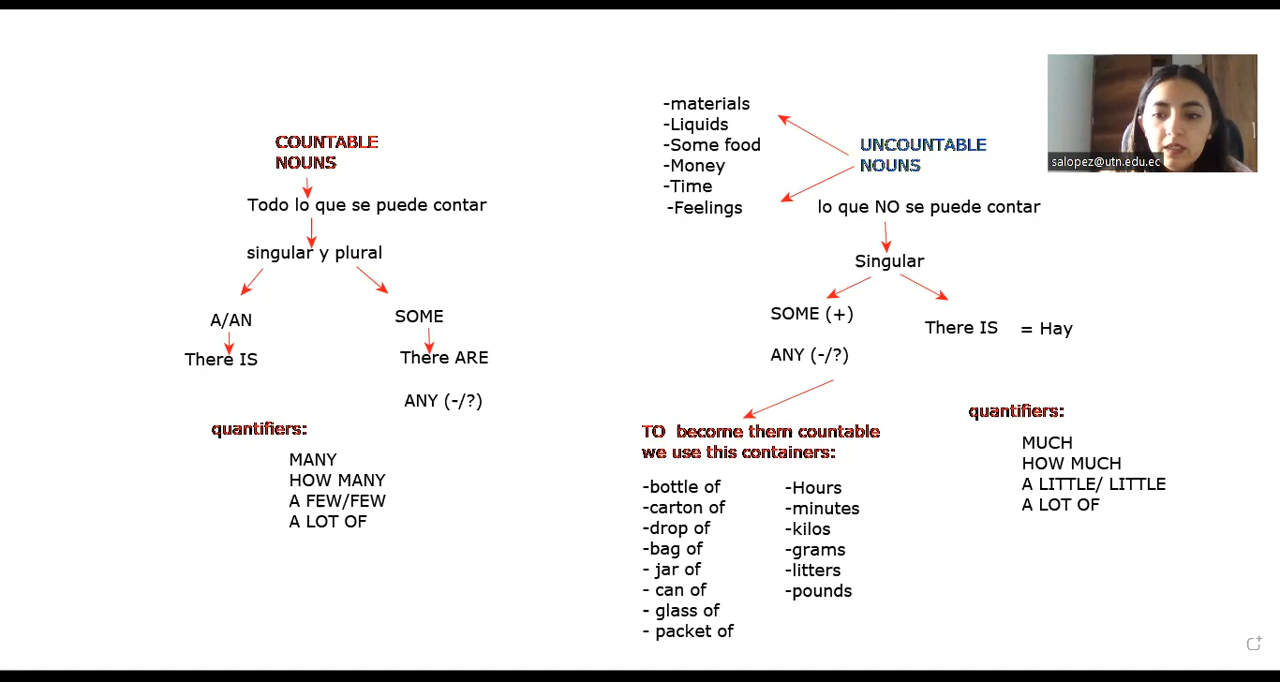 COUNTABLE
NOUNS
Todo lo que se puede contar
singular y plural
A/AN
There IS
SOME
There ARE
ANY (-/?)
quantifiers:
MANY
HOW MANY
A FEW/FEW
A LOT OF
-materials
-Liquids
-Some food
-Money
-Time
-Feelings
UNCOUNTABLE
NOUNS
lo que NO se puede contar
Singular
SOME (+)
ANY (-/?)
There IS = Hay
TO become them countable
we use this containers:
-bottle of
-carton of
-drop of
-bag of
- jar of
- can of
- glass of
- packet of
-Hours
-minutes
-kilos
-grams
-litters
-pounds
quantifiers:
MUCH
HOW MUCH
A LITTLE/ LITTLE
A LOT OF
salopez@utn.edu.ec